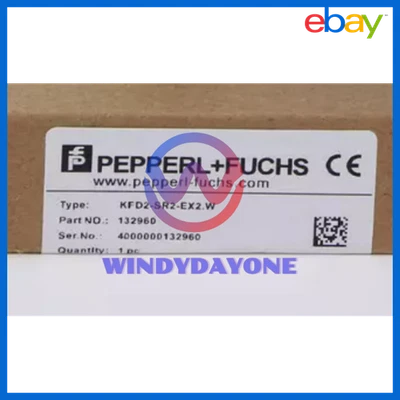 ebay
PEPPERL+FUCHS CE
www.pepperl-fuchs.com
Type: KFD2-SR2-EX2.W
Part NO.: 132960
Ser.No.: 4000000132960
Quantity: 1 pc
WINDYDAYONE